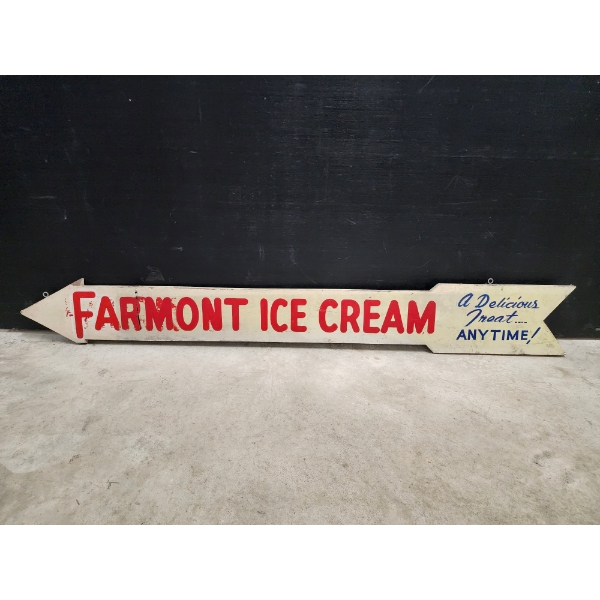 FARMONT ICE CREAM
A Delicious
Treat....
ANYTIME!